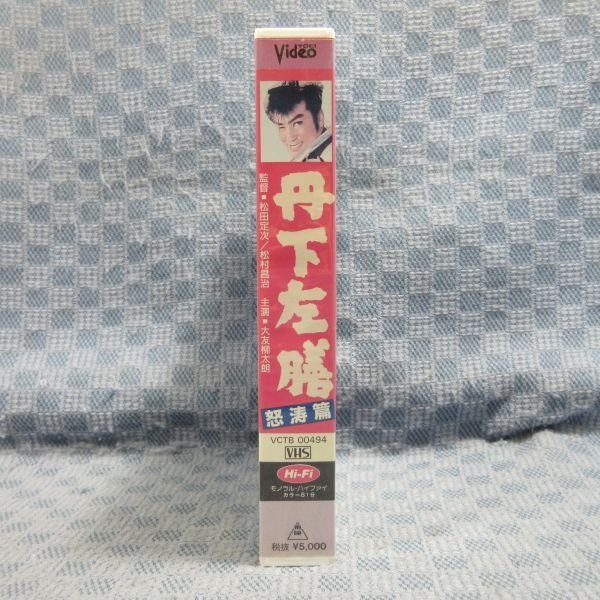 TOEI
Video
丹下左膳
怒涛篇
監督■松田定次/松村昌治 主演■大友柳太朗
VCTB 00494
VHS
Hi-Fi
モノラル・ハイファイ
カラー81分
税抜 ¥5,000